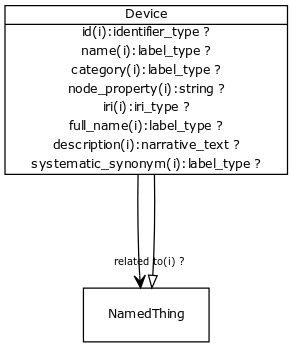 Device
id(i):identifier_type ?
name(i):label_type ?
category(i):label_type ?
node_property(i):string ?
iri(i):iri_type ?
full_name(i):label_type ?
description(i):narrative_text ?
systematic_synonym(i):label_type ?
related to(i) ?
NamedThing